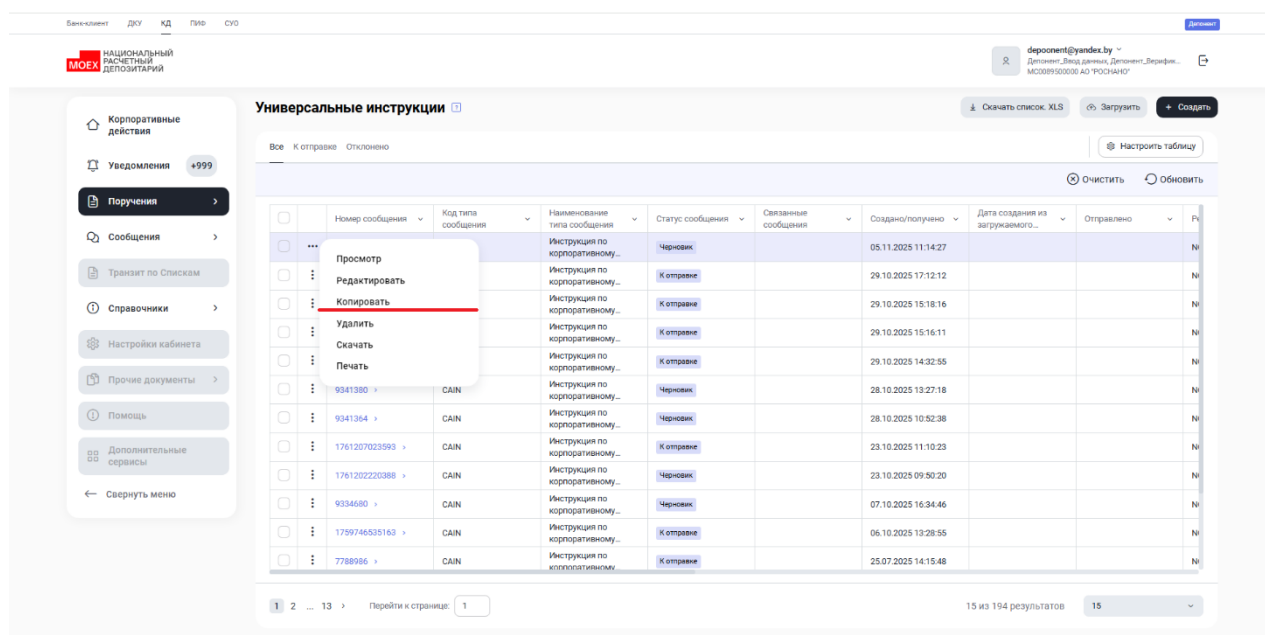 Банк-клиент ДКУ КД ПИФ СУО
Депонент
MOEX НАЦИОНАЛЬНЫЙ
РАСЧЕТНЫЙ
ДЕПОЗИТАРИЙ
depoonent@yandex.by
Депонент_Ввод данных, Депонент_Верифик...
MC0089500000 АО "РОСНАНО"
Корпоративные
действия
Уведомления +999
Поручения
Сообщения
Транзит по Спискам
Справочники
Настройки кабинета
Прочие документы
Помощь
Дополнительные
сервисы
Свернуть меню
Универсальные инструкции
Скачать список. XLS Загрузить + Создать
Все К отправке Отклонено
Настроить таблицу
Очистить Обновить
Номер сообщения
Код типа
сообщения
Наименование
типа сообщения
Статус сообщения
Связанные
сообщения
Создано/получено
Дата создания из
загружаемого...
Отправлено
Инструкция по
корпоративному...
Черновик 05.11.2025 11:14:27
Инструкция по
корпоративному...
К отправке 29.10.2025 17:12:12
Инструкция по
корпоративному...
К отправке 29.10.2025 15:18:16
Инструкция по
корпоративному...
К отправке 29.10.2025 15:16:11
Инструкция по
корпоративному...
К отправке 29.10.2025 14:32:55
Просмотр
Редактировать
Копировать
Удалить
Скачать
Печать
9341380 CAIN
Инструкция по
корпоративному...
Черновик 28.10.2025 13:27:18
9341364 CAIN
Инструкция по
корпоративному...
Черновик 28.10.2025 10:52:38
1761207023593 CAIN
Инструкция по
корпоративному...
К отправке 23.10.2025 11:10:23
1761202220388 CAIN
Инструкция по
корпоративному...
Черновик 23.10.2025 09:50:20
9334680 CAIN
Инструкция по
корпоративному...
Черновик 07.10.2025 16:34:46
1759746535163 CAIN
Инструкция по
корпоративному...
К отправке 06.10.2025 13:28:55
7788986 CAIN
Инструкция по
корпоративному...
К отправке 25.07.2025 14:15:48
1 2 ... 13 Перейти к странице: 1
15 из 194 результатов 15